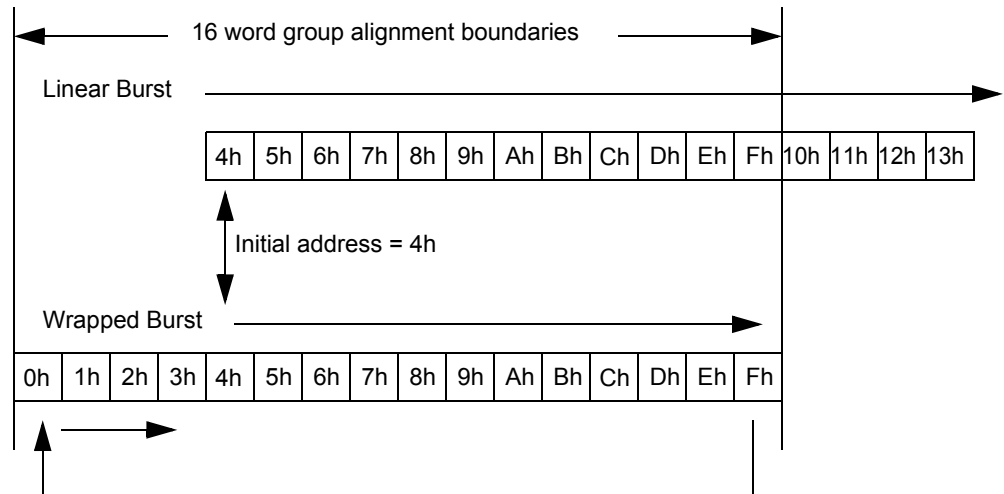 16 word group alignment boundaries
Linear Burst
4h 5h 6h 7h 8h 9h Ah Bh Ch Dh Eh Fh 10h 11h 12h 13h
Initial address = 4h
Wrapped Burst
0h 1h 2h 3h 4h 5h 6h 7h 8h 9h Ah Bh Ch Dh Eh Fh